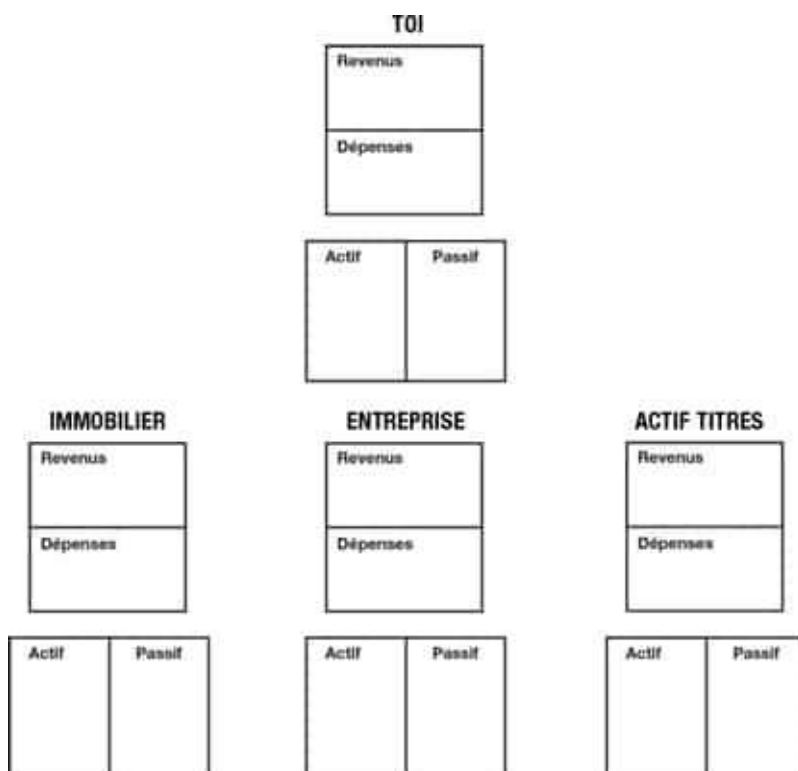 TOI
Revenus
Dépenses
Actif Passif
IMMOBILIER ENTREPRISE ACTIF TITRES
Revenus Revenus Revenus
Dépenses Dépenses Dépenses
Actif Passif Actif Passif Actif Passif